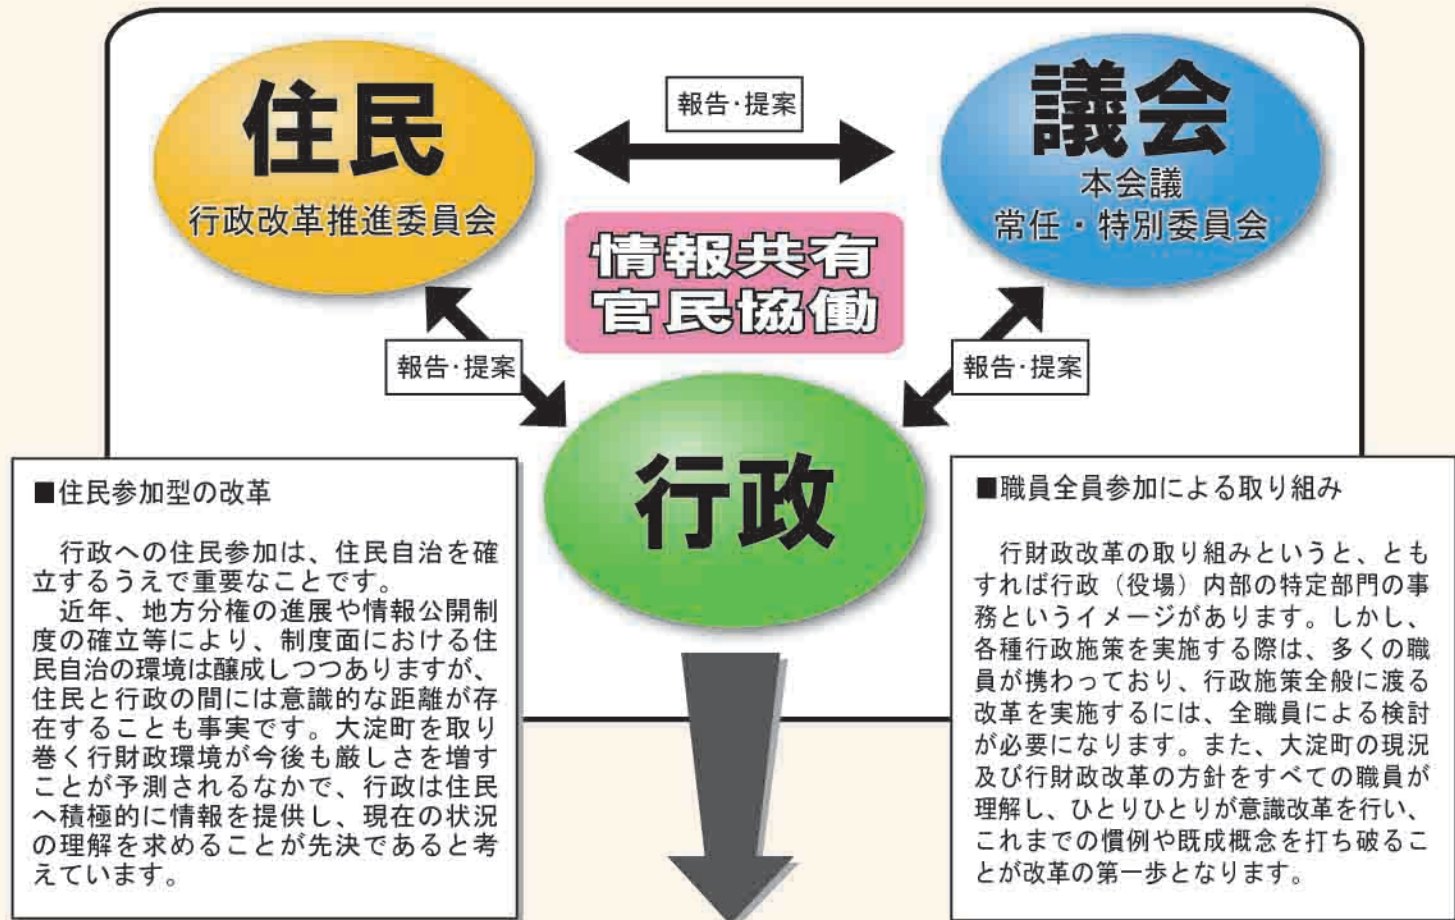 住民
行政改革推進委員会
報告·提案
議会
本会議
常任・特別委員会
情報共有
官民協働
報告·提案
報告·提案
行政
■住民参加型の改革
行政への住民参加は、住民自治を確
立するうえで重要なことです。
近年、地方分権の進展や情報公開制
度の確立等により、制度面における住
民自治の環境は醸成しつつありますが、
住民と行政の間には意識的な距離が存
在することも事実です。大淀町を取り
巻く行財政環境が今後も厳しさを増す
ことが予測されるなかで、行政は住民
へ積極的に情報を提供し、現在の状況
の理解を求めることが先決であると考
えています。
■職員全員参加による取り組み
行財政改革の取り組みというと、とも
すれば行政（役場）内部の特定部門の事
務というイメージがあります。しかし、
各種行政施策を実施する際は、多くの職
員が携わっており、行政施策全般に渡る
改革を実施するには、全職員による検討
が必要になります。また、大淀町の現況
及び行財政改革の方針をすべての職員が
理解し、ひとりひとりが意識改革を行い、
これまでの慣例や既成概念を打ち破るこ
とが改革の第一歩となります。